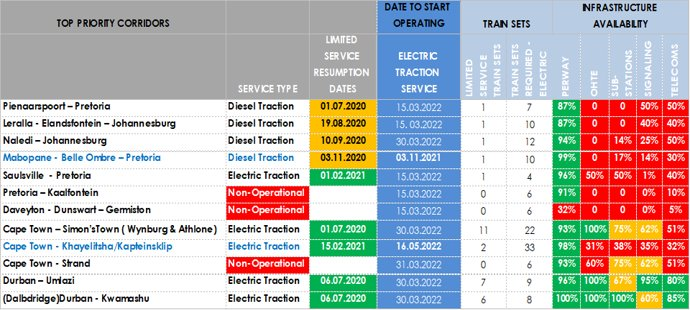 TOP PRIORITY CORRIDORS
SERVICE TYPE
LIMITED SERVICE RESUMPTION DATES
DATE TO START OPERATING
ELECTRIC TRACTION SERVICE
TRAIN SETS
LIMITED SERVICE TRAIN SETS
TRAIN SETS REQUIRED - ELECTRIC
INFRASTRUCTURE AVAILABILITY
PERWAY
OHTE
SUB-STATIONS
SIGNALING
TELECOMS
Pienaarspoort – Pretoria Diesel Traction 01.07.2020 15.03.2022 1 7 87% 0 0 50% 50%
Leralla - Elandsfontein – Johannesburg Diesel Traction 19.08.2020 15.03.2022 1 10 87% 0 0 40% 40%
Naledi – Johannesburg Diesel Traction 10.09.2020 30.03.2022 1 12 94% 0 14% 25% 50%
Mabopane - Belle Ombre – Pretoria Diesel Traction 03.11.2020 03.11.2021 1 10 99% 0 17% 14% 30%
Saulsville - Pretoria Electric Traction 01.02.2021 15.03.2022 1 4 96% 50% 50% 1% 40%
Pretoria – Kaalfontein Non-Operational 15.03.2022 0 6 91% 0 0 0% 10%
Daveyton - Dunswart – Germiston Non-Operational 15.03.2022 0 6 32% 0 0 0% 5%
Cape Town – Simon'sTown ( Wynburg & Athlone) Electric Traction 01.07.2020 30.03.2022 11 22 93% 100% 75% 62% 51%
Cape Town - Khayelitsha/Kapteinsklip Electric Traction 15.02.2021 16.05.2022 2 33 98% 31% 38% 35% 32%
Cape Town - Strand Non-Operational 31.03.2022 0 6 93% 60% 75% 62% 51%
Durban – Umlazi Electric Traction 06.07.2020 30.03.2022 7 9 96% 100% 67% 95% 80%
(Dalbdridge)Durban - Kwamashu Electric Traction 06.07.2020 30.03.2022 6 8 100% 100% 100% 60% 85%